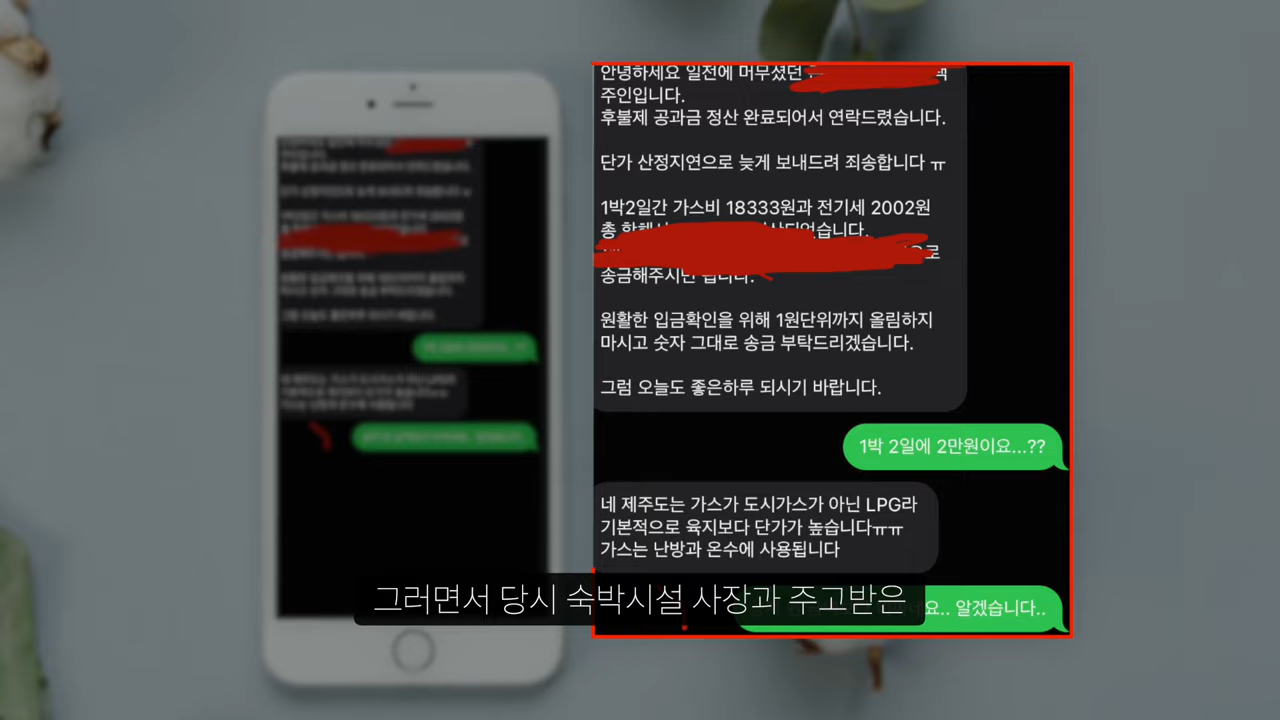 안녕하세요 일전에 머무셨던
주인입니다.
후불제 공과금 정산 완료되어서 연락드렸습니다.
단가 산정지연으로 늦게 보내드려 죄송합니다 ㅠ
1박2일간 가스비 18333원과 전기세 2002원
총
송금해주시면 됩니다.
원활한 입금확인을 위해 1원단위까지 올림하지
마시고 숫자 그대로 송금 부탁드리겠습니다.
그럼 오늘도 좋은하루 되시기 바랍니다.
1박 2일에 2만원이요...??
네 제주도는 가스가 도시가스가 아닌 LPG라
기본적으로 육지보다 단가가 높습니다ㅠㅠ
가스는 난방과 온수에 사용됩니다
알겠습니다..
그러면서 당시 숙박시설 사장과 주고받은